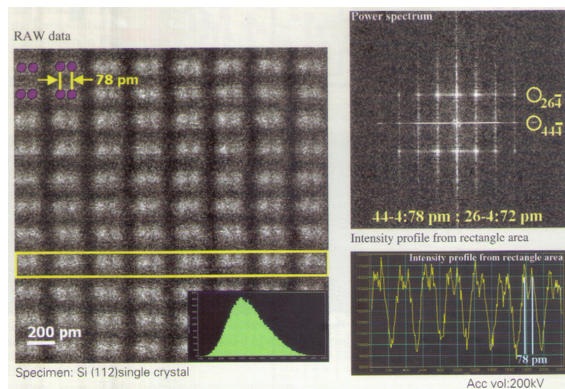 RAW data
78 pm
200 pm
Specimen: Si (112)single crystal
Power spectrum
264̅
444̅
44-4:78 pm ; 26-4:72 pm
Intensity profile from rectangle area
Intensity profile from rectangle area
78 pm
Acc vol:200kV